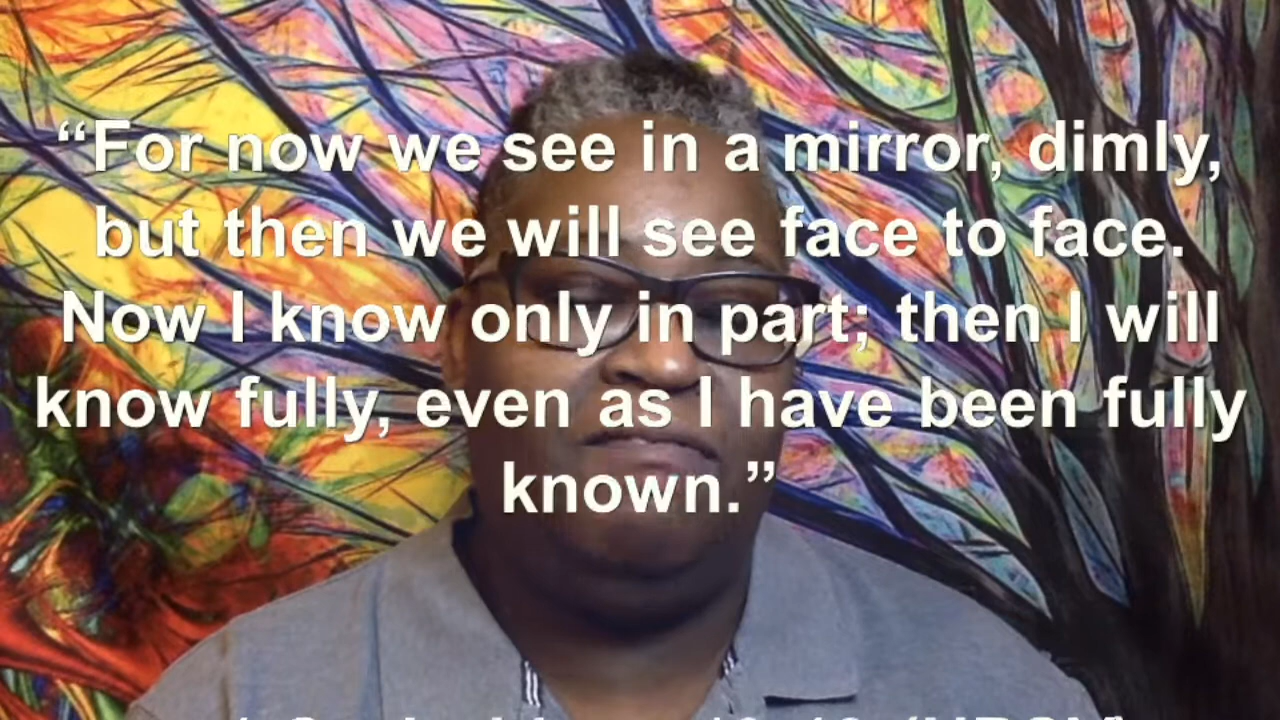 “For now we see in a mirror, dimly,
but then we will see face to face.
Now I know only in part; then I will
know fully, even as I have been fully
known.”